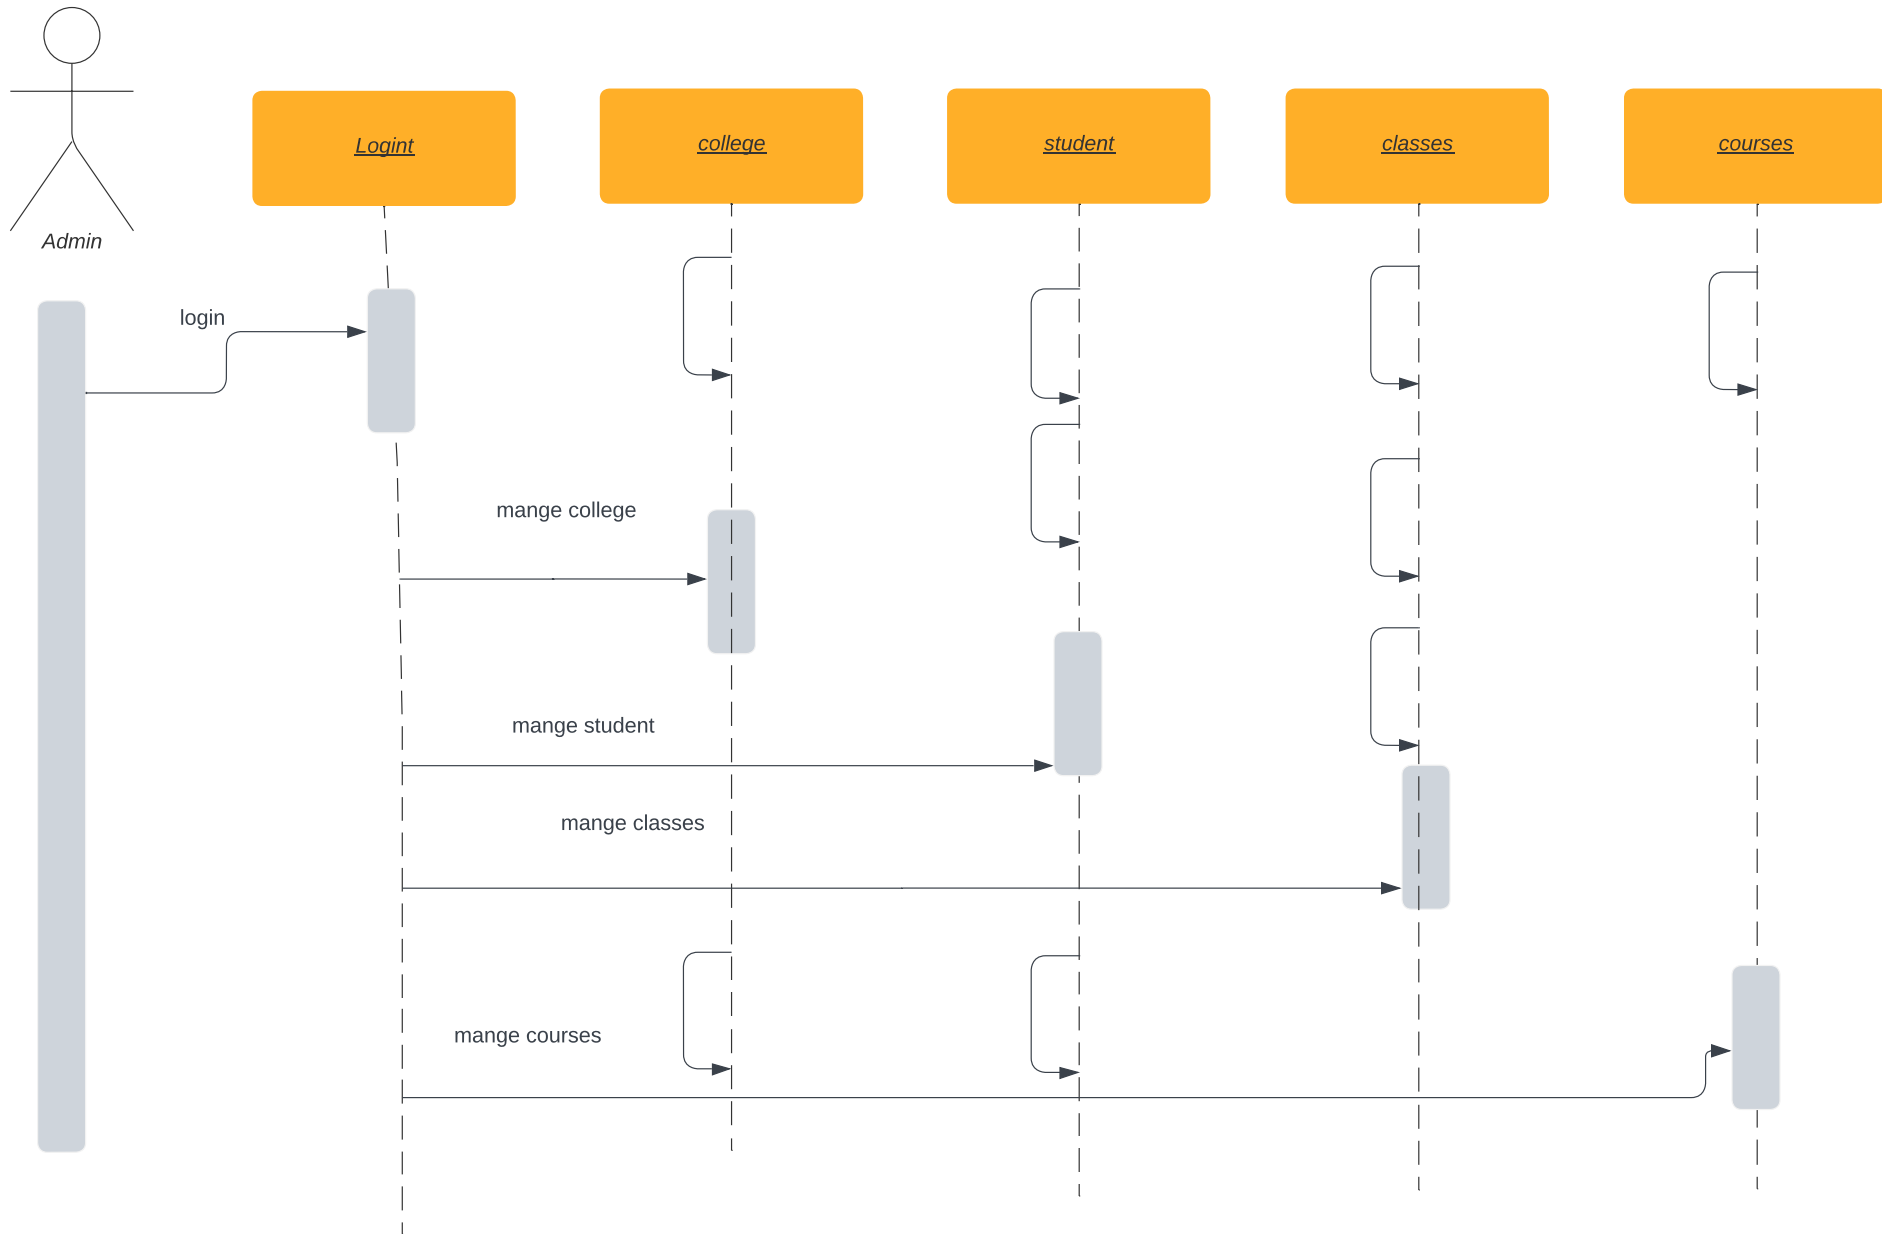 Logint
college
student
classes
courses
Admin
login
mange college
mange student
mange classes
mange courses